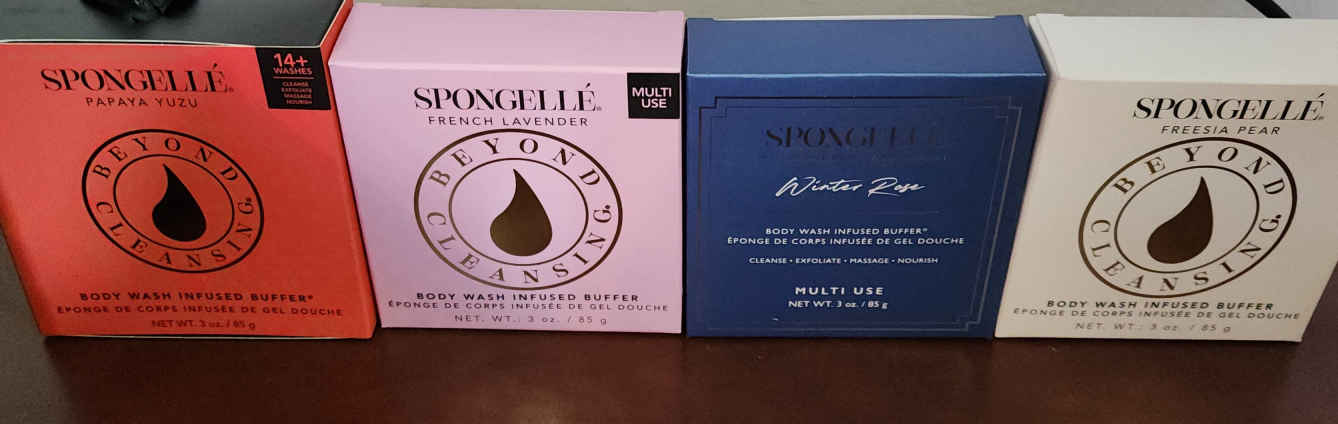 SPONGELLÉ®
PAPAYA YUZU
14+
WASHES
CLEANSE
EXFOLIATE
MASSAGE
NOURISH
BEYOND
CLEANSING®
BODY WASH INFUSED BUFFER®
ÉPONGE DE CORPS INFUSÉE DE GEL DOUCHE
NET WT. 3 oz. / 85 g
SPONGELLÉ®
FRENCH LAVENDER
MULTI
USE
BEYOND
CLEANSING®
BODY WASH INFUSED BUFFER
ÉPONGE DE CORPS INFUSÉE DE GEL DOUCHE
NET. WT.: 3 oz. / 85 g
SPONGELLÉ
Winter Rose
BODY WASH INFUSED BUFFER®
ÉPONGE DE CORPS INFUSÉE DE GEL DOUCHE
CLEANSE • EXFOLIATE • MASSAGE • NOURISH
MULTI USE
NET WT. 3 oz. / 85 g
SPONGELLÉ®
FREESIA PEAR
BEYOND
CLEANSING®
BODY WASH INFUSED BUFFER
ÉPONGE DE CORPS INFUSÉE DE GEL DOUCHE
NET. WT.: 3 oz. / 85 g